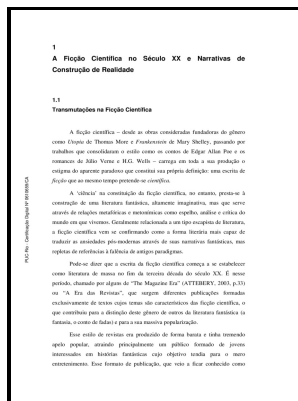 1
A Ficção Científica no Século XX e Narrativas de
Construção de Realidade
1.1
Transmutações na Ficção Científica
A ficção científica – desde as obras consideradas fundadoras do gênero
como Utopia de Thomas More e Frankenstein de Mary Shelley, passando por
trabalhos que consolidaram o estilo como os contos de Edgar Allan Poe e os
romances de Júlio Verne e H.G. Wells – carrega em toda a sua produção o
estigma do aparente paradoxo que constitui sua própria definição: uma escrita de
ficção que ao mesmo tempo pretende-se científica.
A 'ciência' na constituição da ficção científica, no entanto, presta-se à
construção de uma literatura fantástica, altamente imaginativa, mas que serve
através de relações metafóricas e metonímicas como espelho, análise e crítica do
mundo em que vivemos. Geralmente relacionada a um tipo escapista de literatura,
a ficção científica vem se confirmando como a forma literária mais capaz de
traduzir as ansiedades pós-modernas através de suas narrativas fantásticas, mas
repletas de referências à falência de antigos paradigmas.
Pode-se dizer que a escrita da ficção científica começa a se estabelecer
como literatura de massa no fim da terceira década do século XX. É nesse
período, chamado por alguns de "The Magazine Era" (ATTEBERY, 2003, p.33)
ou "A Era das Revistas", que surgem diferentes publicações formadas
exclusivamente de textos cujos temas são característicos da ficção científica, o
que contribuiu para a distinção deste gênero de outros da literatura fantástica (a
fantasia, o conto de fadas) e para a sua massiva popularização.
Esse estilo de revistas era produzido de forma barata e tinha tremendo
apelo popular, atraindo principalmente um público formado de jovens
interessados em histórias fantásticas cujo objetivo tendia para o mero
entretenimento. Esse formato de publicação, que veio a ficar conhecido como
PUC-Rio - Certificação Digital Nº